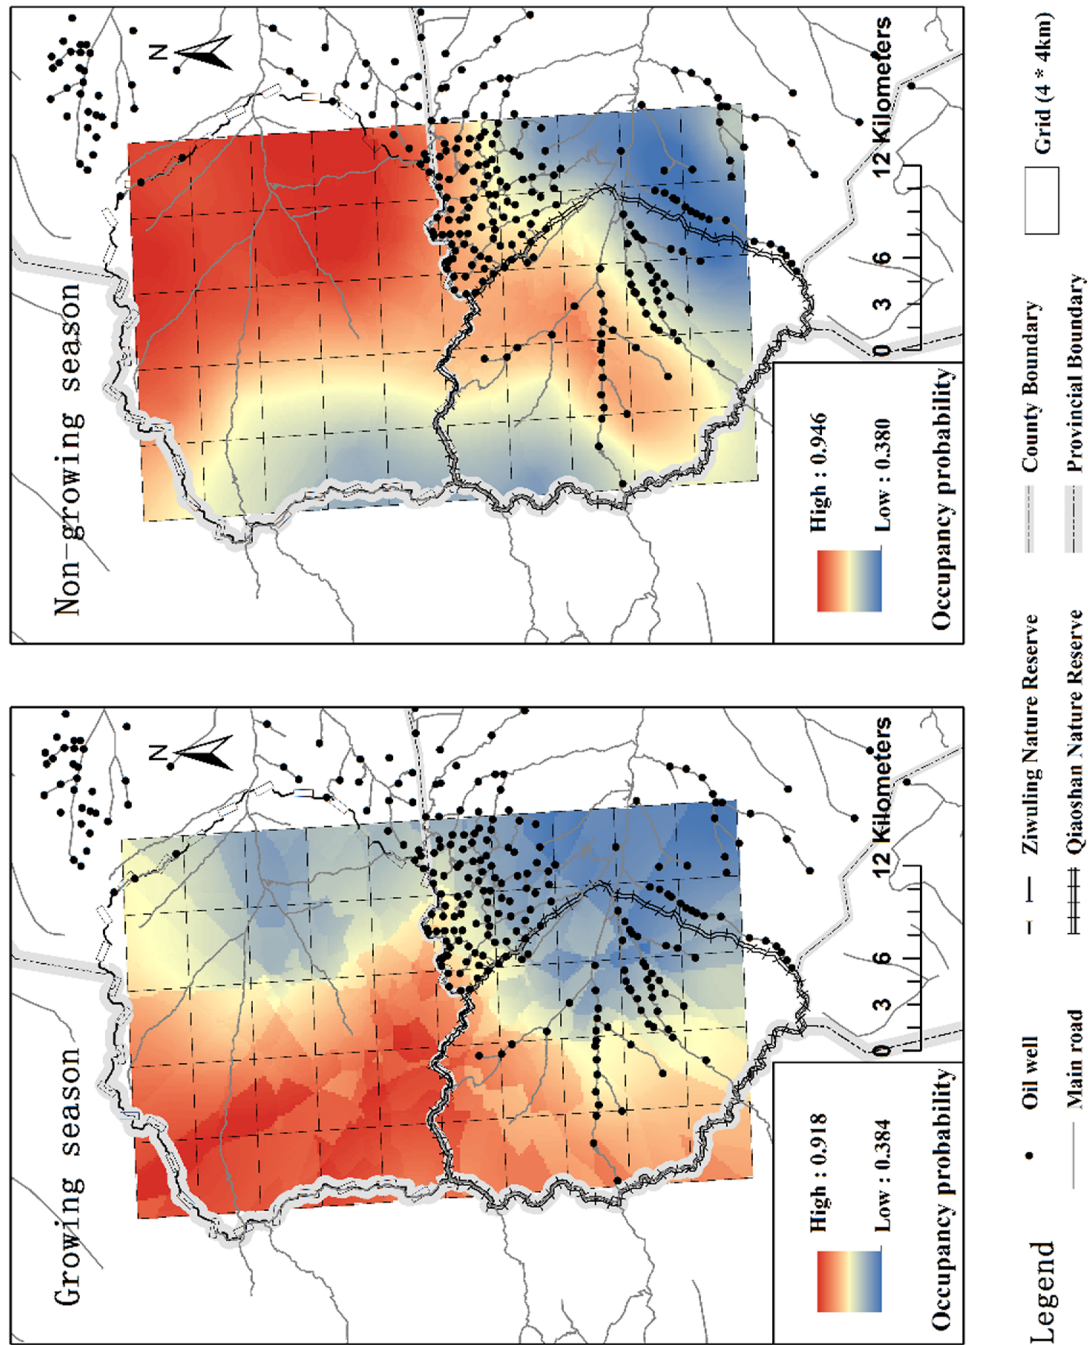 Growing season
N
High : 0.918
Low : 0.384
Occupancy probability
0 3 6 12 Kilometers
Non-growing season
N
High : 0.946
Low : 0.380
Occupancy probability
0 3 6 12 Kilometers
Legend
Oil well
Ziwuling Nature Reserve
County Boundary
Grid (4 * 4km)
Main road
Qiaoshan Nature Reserve
Provincial Boundary